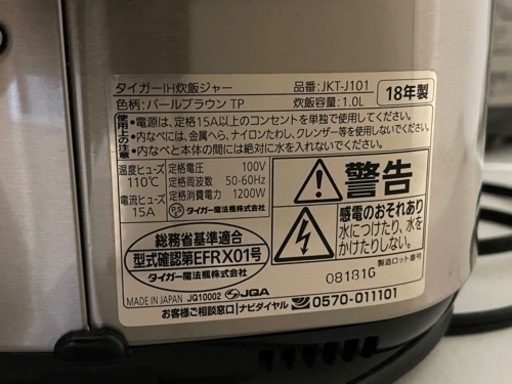 タイガーIH炊飯ジャー 品番:JKT-J101 18年製
色柄:パールブラウン TP 炊飯容量:1.0L
使用上の注意
●電源は、定格15A以上のコンセントを単独で使用してください。
●内なべには、金属へら、ナイロンたわし、クレンザー等を使用しないでください。
●内なべと本体の間には絶対に水を入れないでください。
温度ヒューズ 110℃
電流ヒューズ 15A
定格電圧 100V
定格周波数 50-60Hz
定格消費電力 1200W
PS タイガー魔法瓶株式会社
警告
感電のおそれあり
水につけたり、水を
かけたりしない。
総務省基準適合
型式確認第EFRX01号
タイガー魔法瓶株式会社
製造ロット番号
08181G
MADE IN JAPAN JQ10002 JQA
お客様ご相談窓口 ナビダイヤル 0570-011101